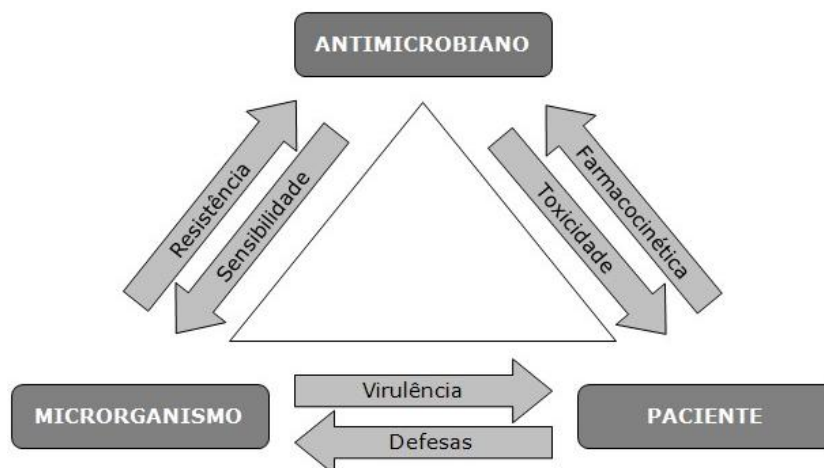 ANTIMICROBIANO
Resistência
Sensibilidade
Toxicidade
Farmacocinética
MICRORGANISMO
Virulência
Defesas
PACIENTE